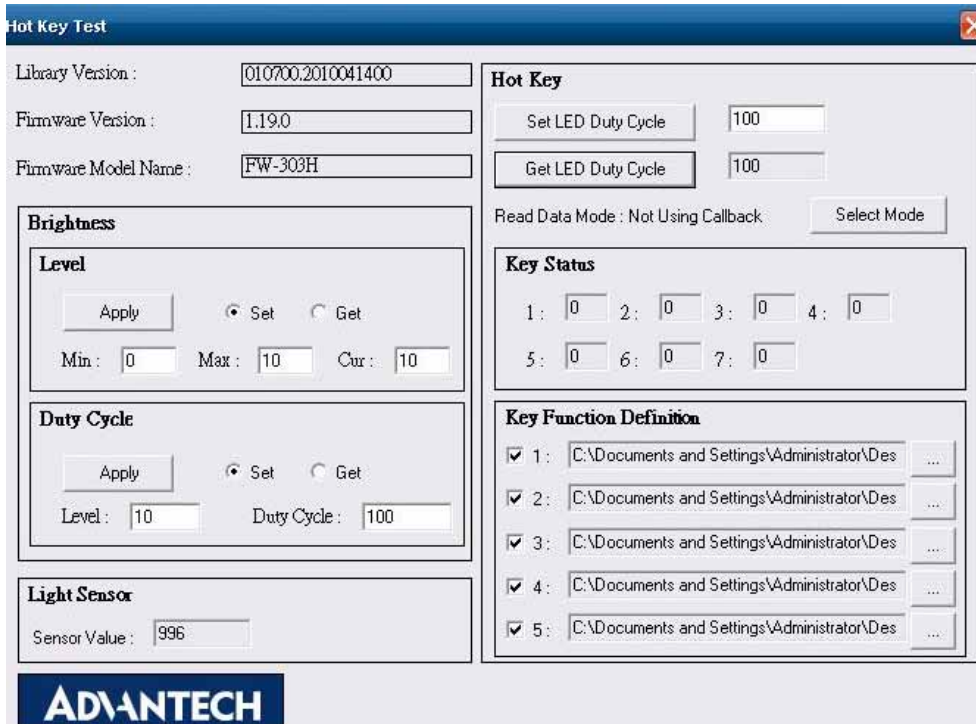 Hot Key Test
Library Version : 010700.2010041400
Firmware Version : 1.19.0
Firmware Model Name : FW-303H
Brightness
Level
Apply Set Get
Min : 0 Max : 10 Cur : 10
Duty Cycle
Apply Set Get
Level : 10 Duty Cycle : 100
Light Sensor
Sensor Value : 996
ADVANTECH
Hot Key
Set LED Duty Cycle 100
Get LED Duty Cycle 100
Read Data Mode : Not Using Callback Select Mode
Key Status
1 : 0 2 : 0 3 : 0 4 : 0
5 : 0 6 : 0 7 : 0
Key Function Definition
1 : C:\Documents and Settings\Administrator\Des ...
2 : C:\Documents and Settings\Administrator\Des ...
3 : C:\Documents and Settings\Administrator\Des ...
4 : C:\Documents and Settings\Administrator\Des ...
5 : C:\Documents and Settings\Administrator\Des ...